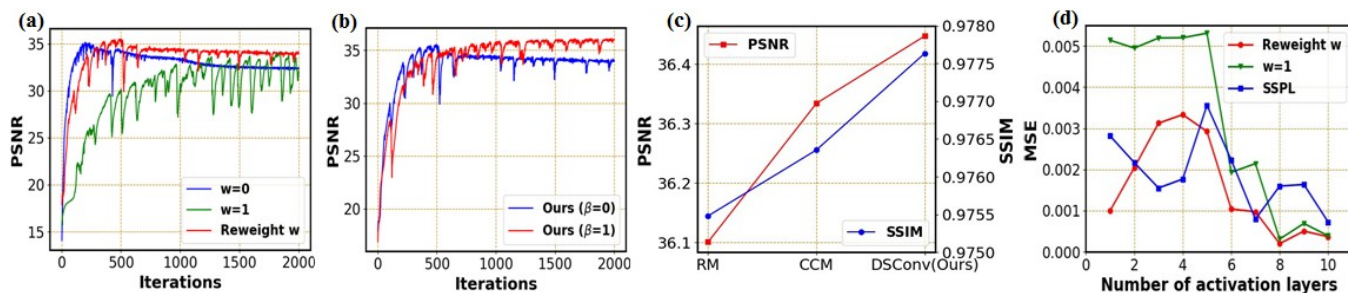 (a)
PSNR
35
30
25
20
15
w=0
w=1
Reweight w
0 500 1000 1500 2000
Iterations
(b)
PSNR
35
30
25
20
Ours (β=0)
Ours (β=1)
0 500 1000 1500 2000
Iterations
(c)
PSNR
36.4
36.3
36.2
36.1
PSNR
SSIM
RM CCM DSConv(Ours)
0.9780
0.9775
0.9770
0.9765
0.9760
0.9755
0.9750
SSIM
(d)
MSE
0.005
0.004
0.003
0.002
0.001
0.000
Reweight w
w=1
SSPL
2 4 6 8 10
Number of activation layers